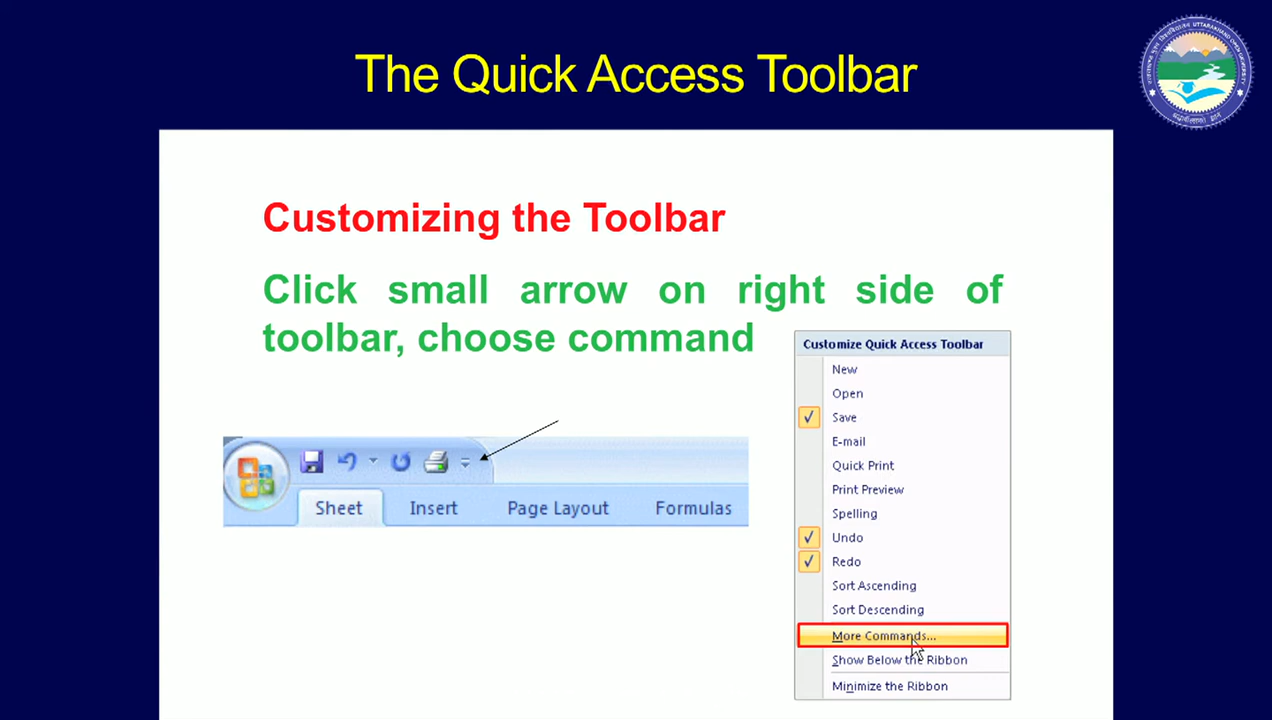 The Quick Access Toolbar
Customizing the Toolbar
Click small arrow on right side of
toolbar, choose command
Customize Quick Access Toolbar
New
Open
Save
E-mail
Quick Print
Print Preview
Spelling
Undo
Redo
Sort Ascending
Sort Descending
More Commands...
Show Below the Ribbon
Minimize the Ribbon
Sheet Insert Page Layout Formulas